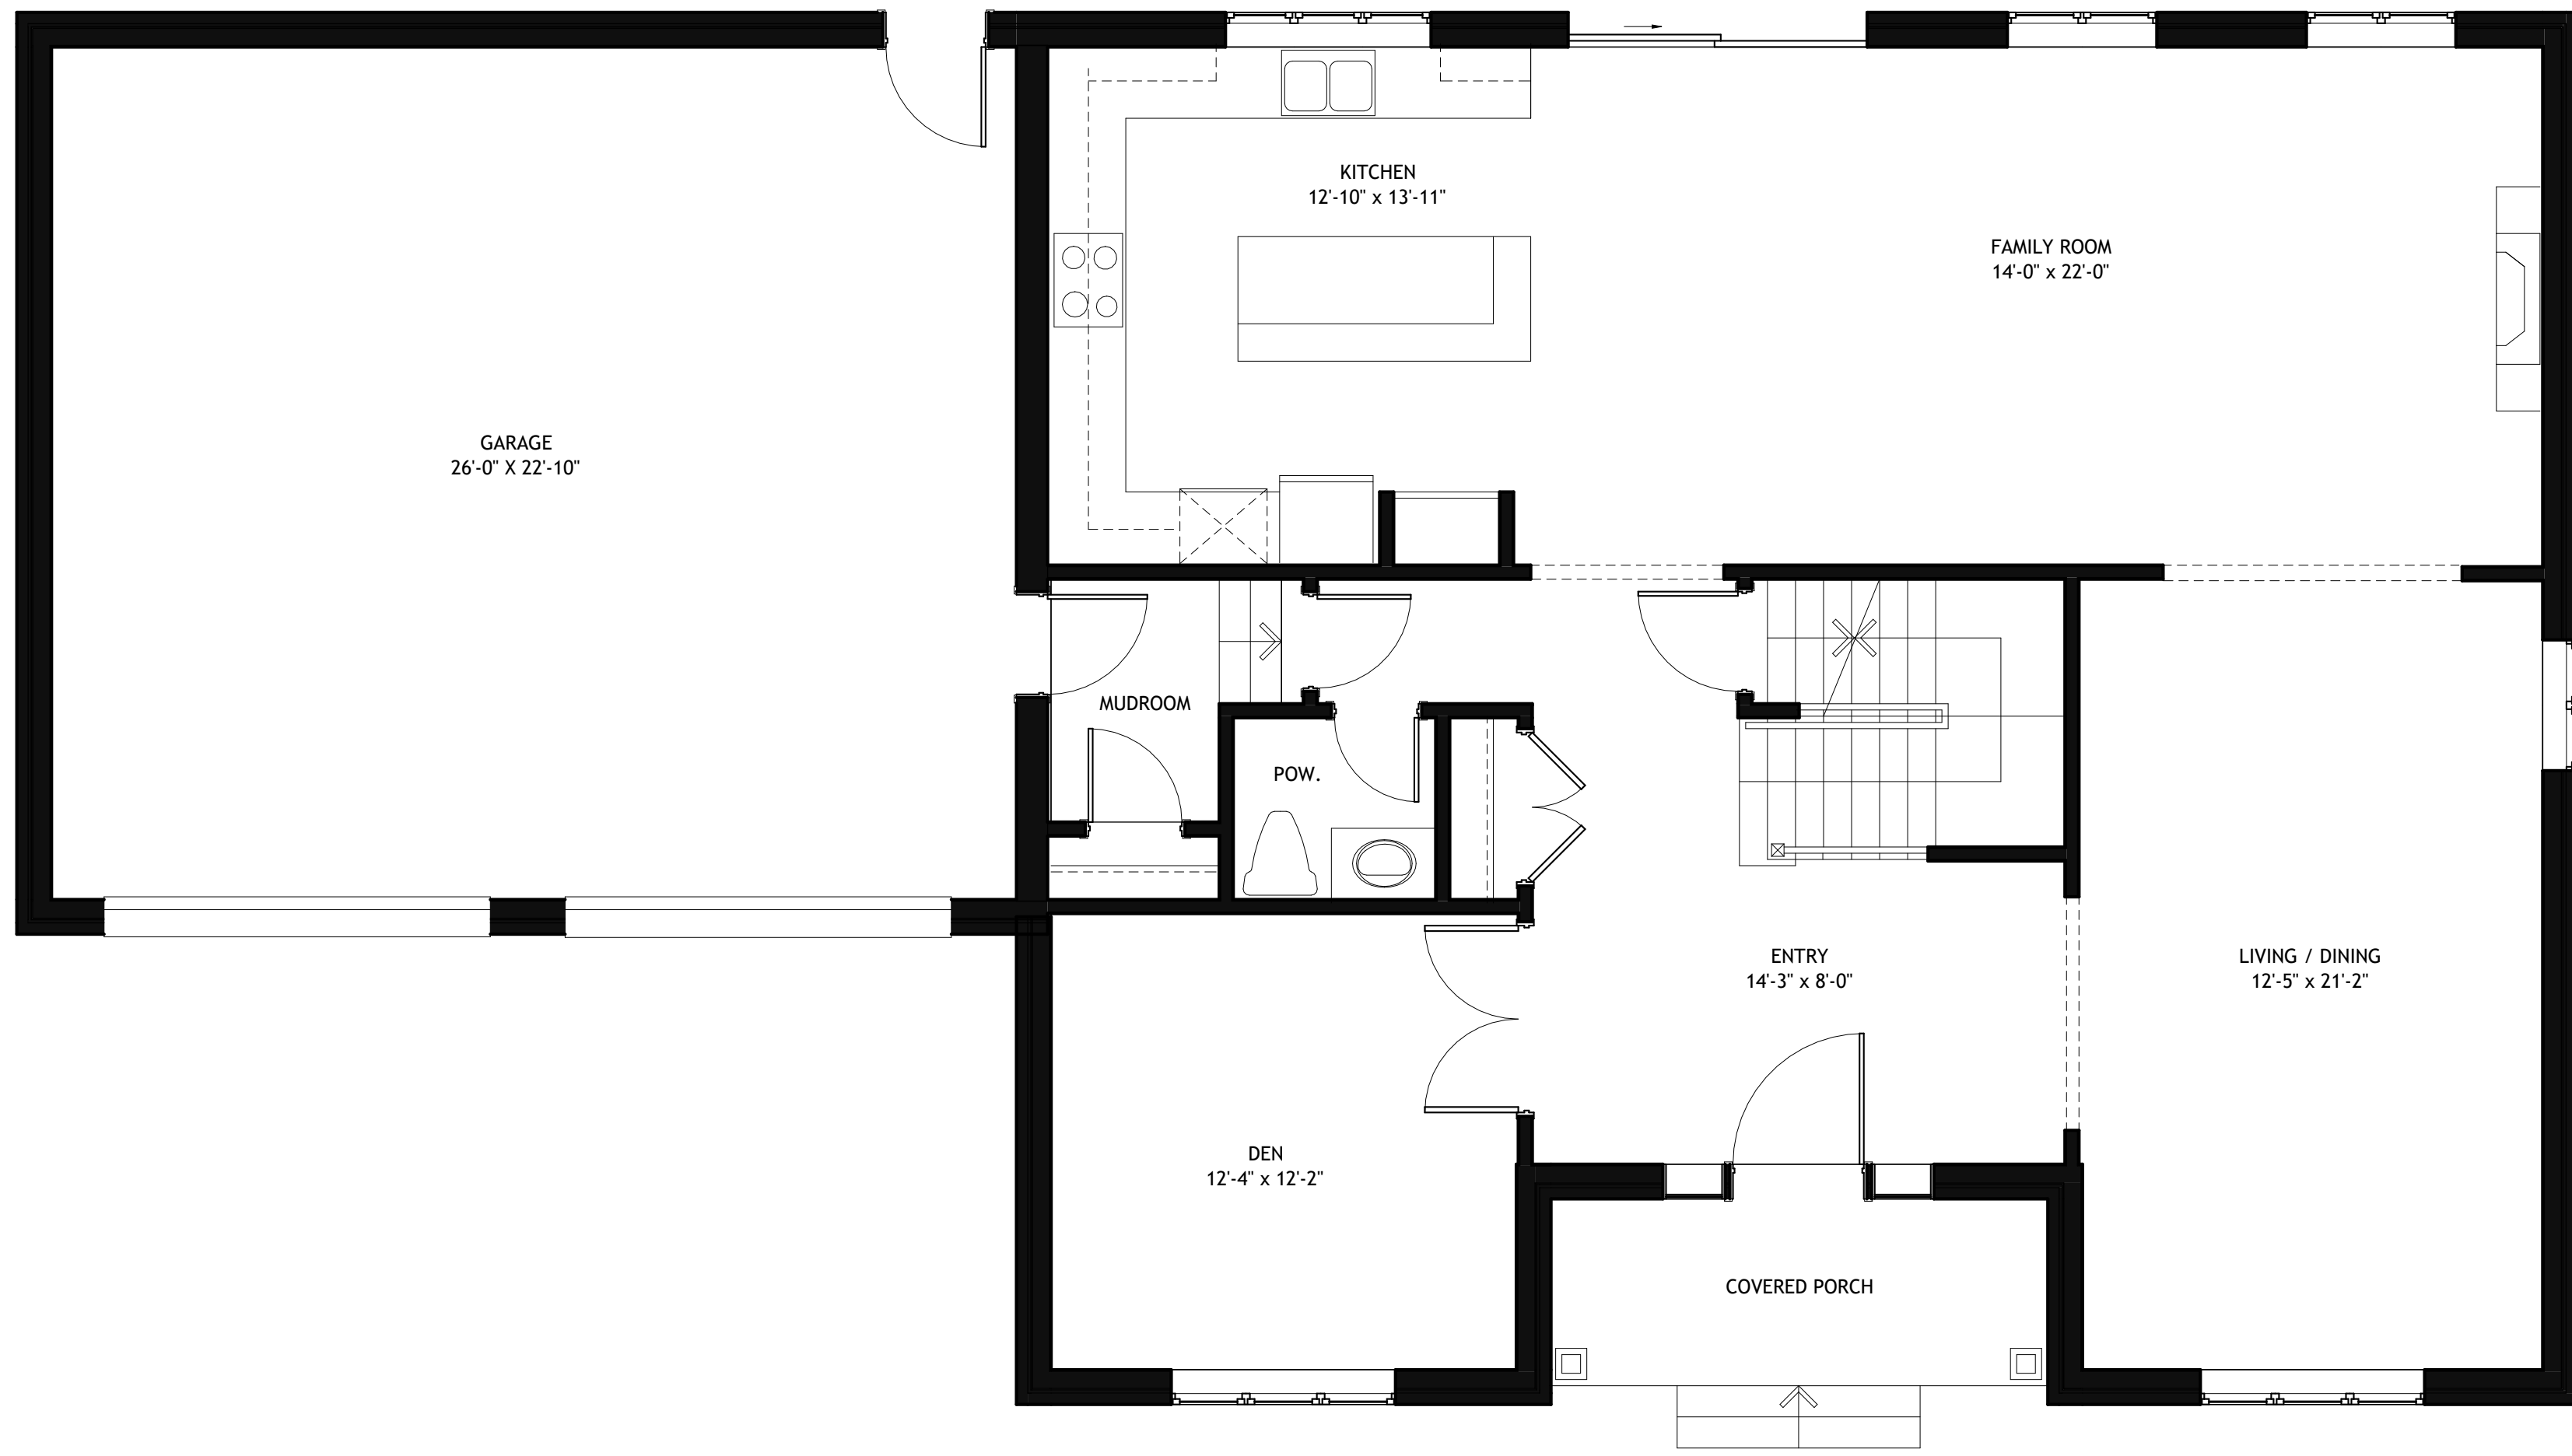 KITCHEN
12'-10" x 13'-11"
FAMILY ROOM
14'-0" x 22'-0"
GARAGE
26'-0" X 22'-10"
MUDROOM
POW.
ENTRY
14'-3" x 8'-0"
LIVING / DINING
12'-5" x 21'-2"
DEN
12'-4" x 12'-2"
COVERED PORCH